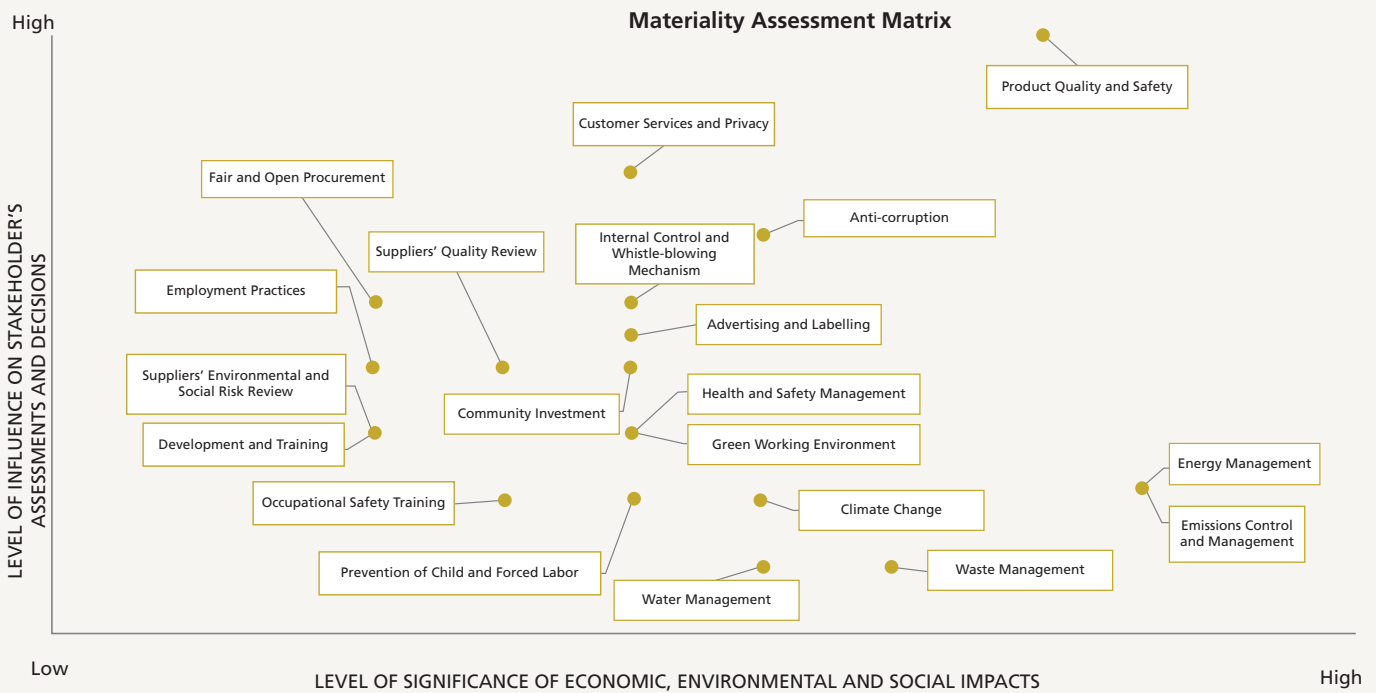 Materiality Assessment Matrix
High
Product Quality and Safety
Customer Services and Privacy
Fair and Open Procurement
Anti-corruption
Internal Control and
Whistle-blowing
Mechanism
Suppliers’ Quality Review
Employment Practices
Advertising and Labelling
Suppliers’ Environmental and
Social Risk Review
Health and Safety Management
Community Investment
Development and Training
Green Working Environment
Energy Management
Occupational Safety Training
Climate Change
Emissions Control
and Management
Prevention of Child and Forced Labor
Waste Management
Water Management
LEVEL OF INFLUENCE ON STAKEHOLDER’S
ASSESSMENTS AND DECISIONS
Low
LEVEL OF SIGNIFICANCE OF ECONOMIC, ENVIRONMENTAL AND SOCIAL IMPACTS
High